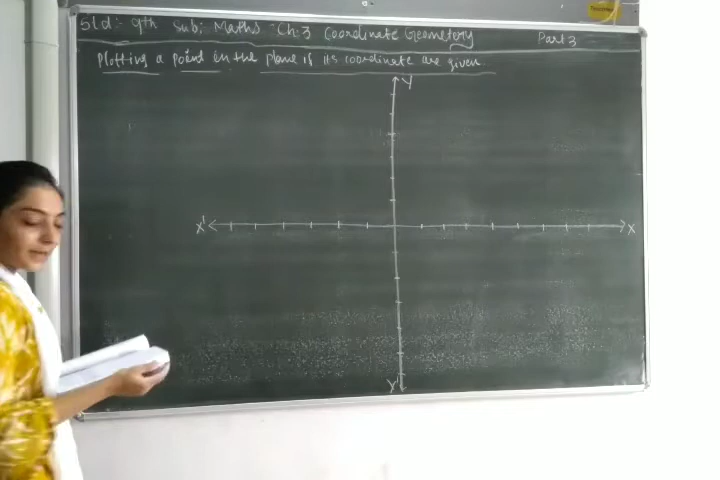 Std:- 9th Sub: Maths Ch-3 Coordinate Geometery Part 3
Plotting a point in the plane if its coordinate are given.
Y
X' X
Y'